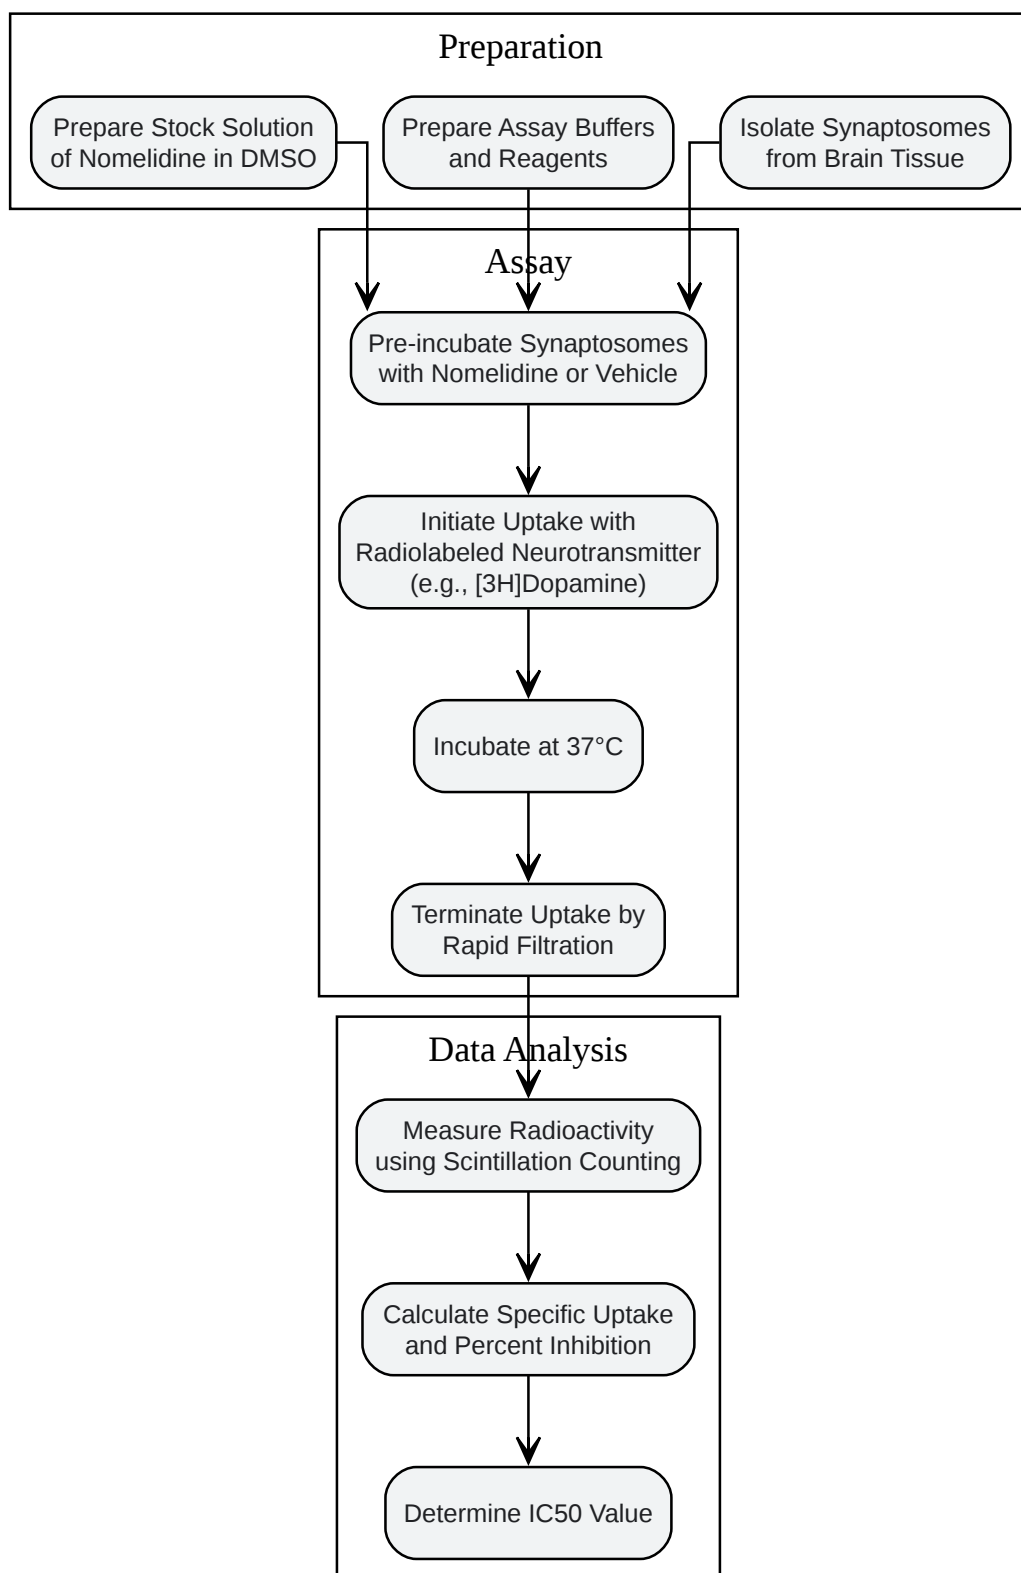 Preparation
Prepare Stock Solution
of Nomelidine in DMSO
Prepare Assay Buffers
and Reagents
Isolate Synaptosomes
from Brain Tissue
Assay
Pre-incubate Synaptosomes
with Nomelidine or Vehicle
Initiate Uptake with
Radiolabeled Neurotransmitter
(e.g., [3H]Dopamine)
Incubate at 37°C
Terminate Uptake by
Rapid Filtration
Data Analysis
Measure Radioactivity
using Scintillation Counting
Calculate Specific Uptake
and Percent Inhibition
Determine IC50 Value